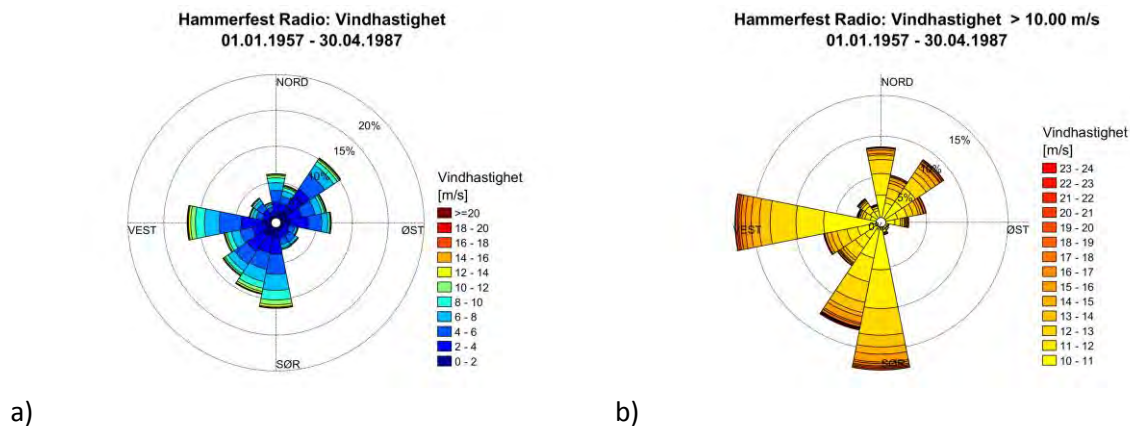 Hammerfest Radio: Vindhastighet
01.01.1957 - 30.04.1987
NORD
20%
15%
10%
VEST
ØST
SØR
Vindhastighet
[m/s]
>=20
18 - 20
16 - 18
14 - 16
12 - 14
10 - 12
8 - 10
6 - 8
4 - 6
2 - 4
0 - 2
a)
Hammerfest Radio: Vindhastighet > 10.00 m/s
01.01.1957 - 30.04.1987
NORD
15%
10%
5%
VEST
ØST
SØR
Vindhastighet
[m/s]
23 - 24
22 - 23
21 - 22
20 - 21
19 - 20
18 - 19
17 - 18
16 - 17
15 - 16
14 - 15
13 - 14
12 - 13
11 - 12
10 - 11
b)